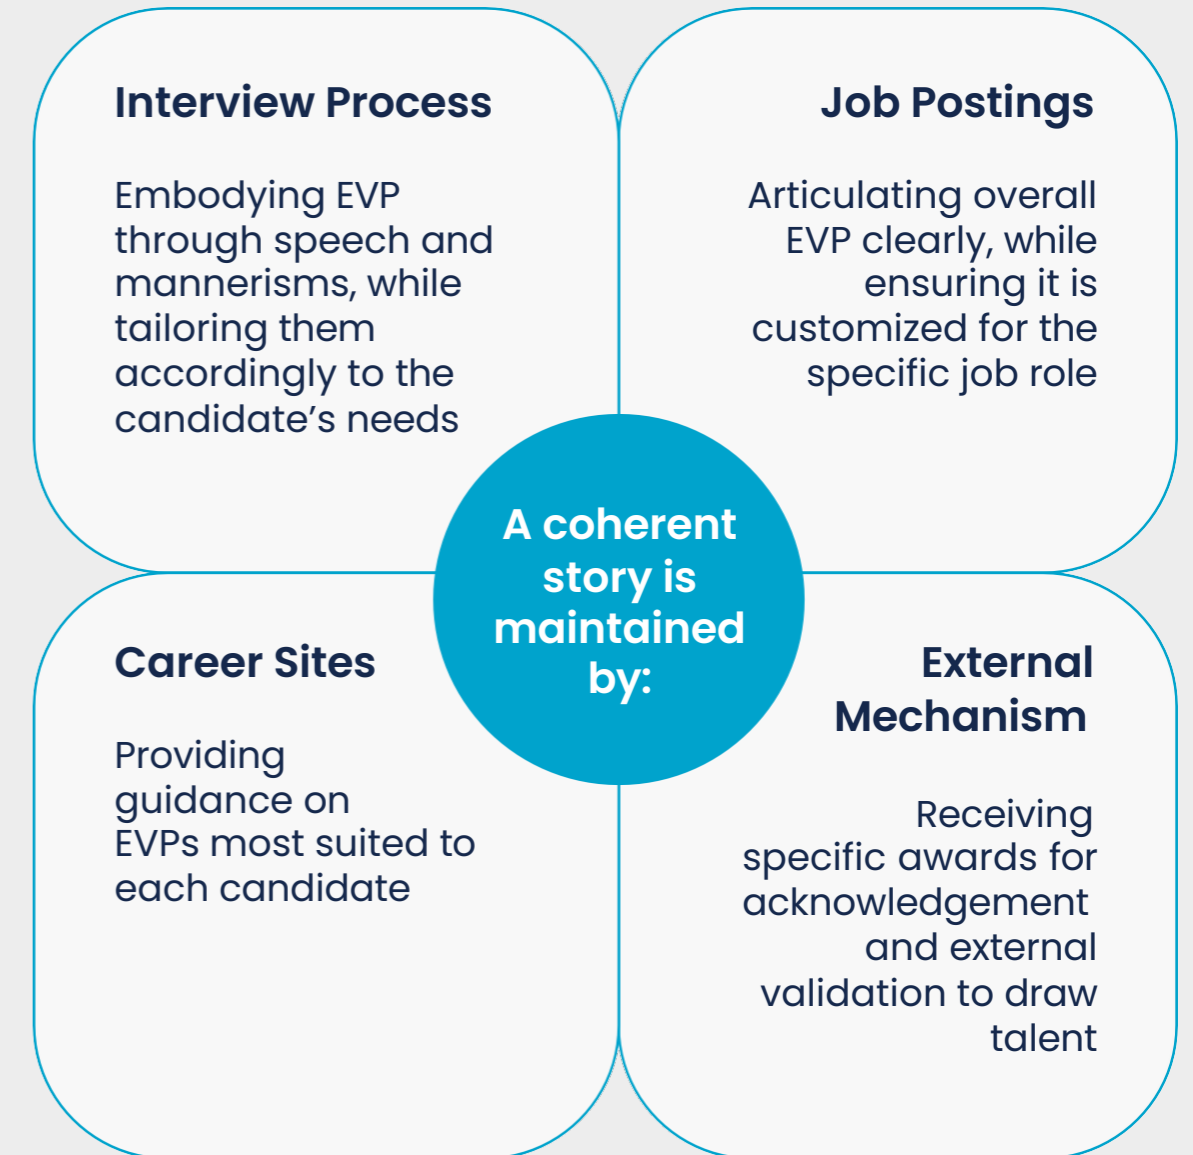 Interview Process
Embodying EVP
through speech and
mannerisms, while
tailoring them
accordingly to the
candidate’s needs
Job Postings
Articulating overall
EVP clearly, while
ensuring it is
customized for the
specific job role
A coherent
story is
maintained
by:
Career Sites
Providing
guidance on
EVPs most suited to
each candidate
External
Mechanism
Receiving
specific awards for
acknowledgement
and external
validation to draw
talent